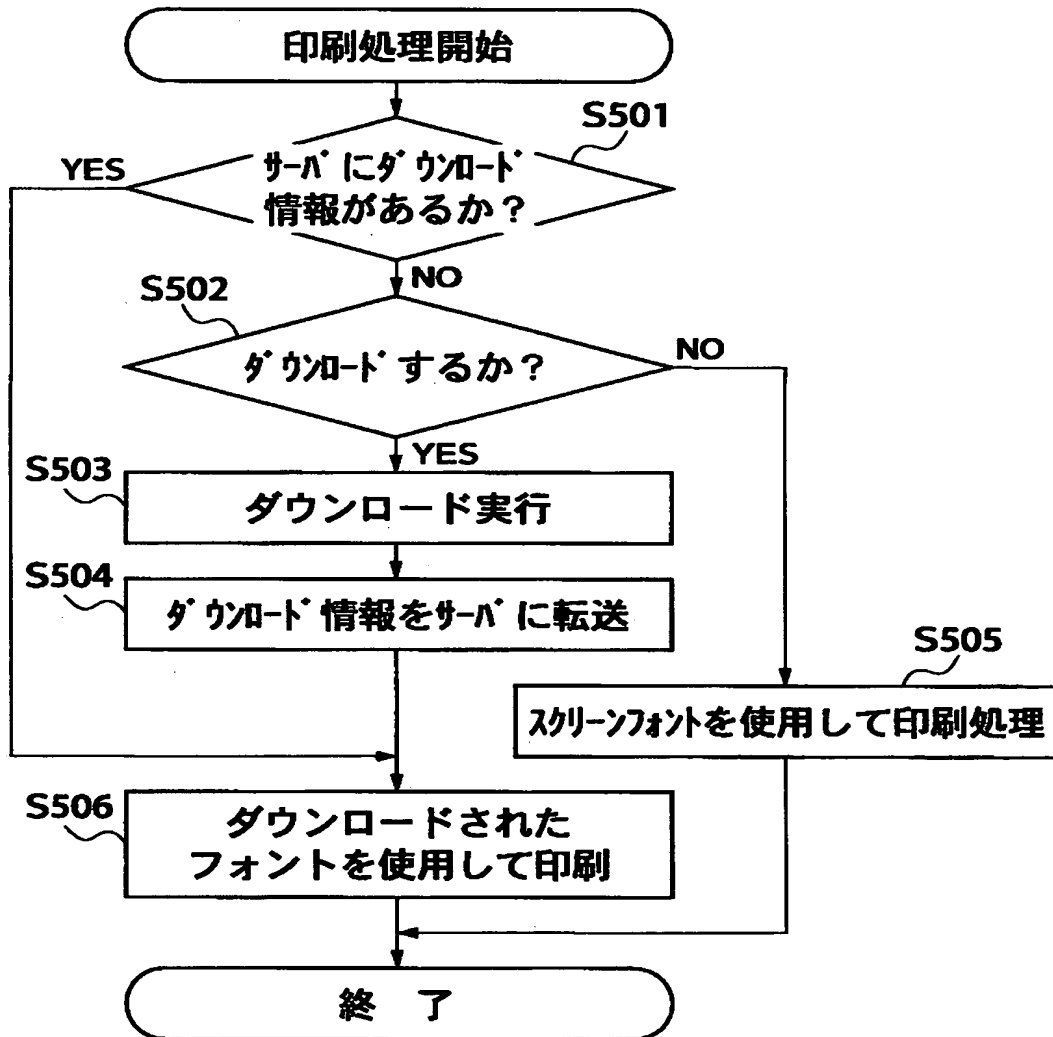 印刷処理開始
S501
YES
サーバにダウンロード
情報があるか？
NO
S502
ダウンロードするか？
NO
YES
S503
ダウンロード実行
S504
ダウンロード情報をサーバに転送
S505
スクリーンフォントを使用して印刷処理
S506
ダウンロードされた
フォントを使用して印刷
終　了